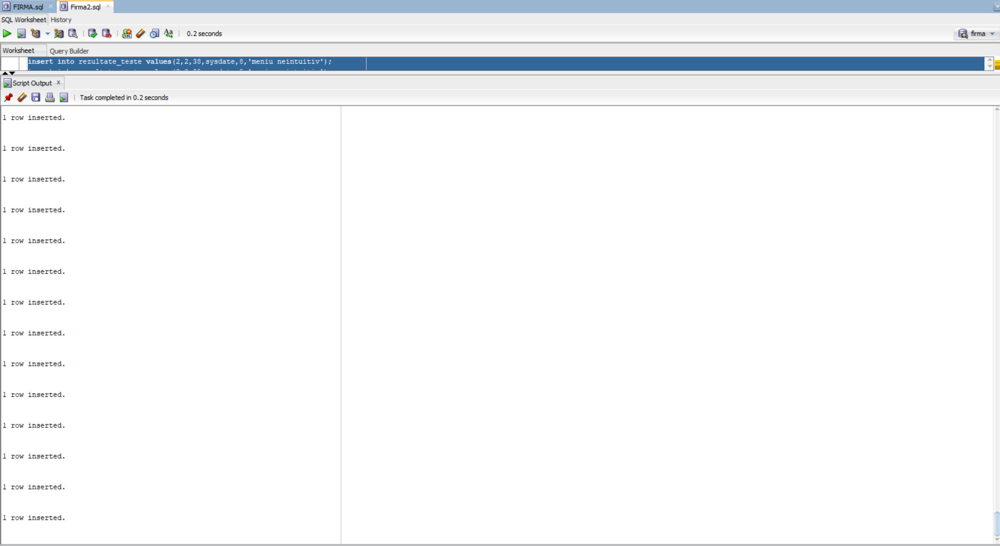 FIRMA.sql Firma2.sql
SQL Worksheet History
0.2 seconds firma
Worksheet Query Builder
insert into rezultate_teste values(2,2,38,sysdate,8,'meniu neintuitiv');
Script Output
Task completed in 0.2 seconds
1 row inserted.
1 row inserted.
1 row inserted.
1 row inserted.
1 row inserted.
1 row inserted.
1 row inserted.
1 row inserted.
1 row inserted.
1 row inserted.
1 row inserted.
1 row inserted.
1 row inserted.
1 row inserted.